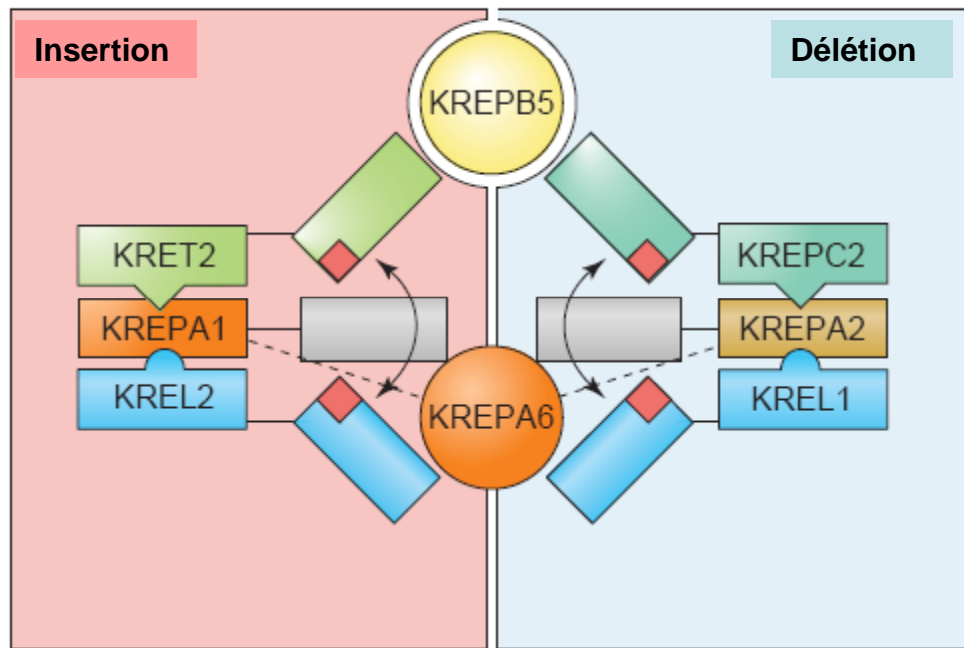 Insertion
Délétion
KREPB5
KRET2
KREPC2
KREPA1
KREPA2
KREL2
KREPA6
KREL1